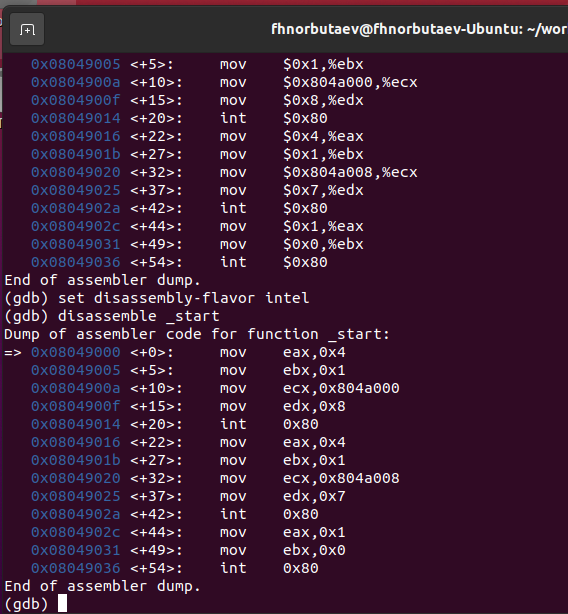 fhnorbutaev@fhnorbutaev-Ubuntu: ~/wor
0x08049005 <+5>: mov $0x1,%ebx
0x0804900a <+10>: mov $0x804a000,%ecx
0x0804900f <+15>: mov $0x8,%edx
0x08049014 <+20>: int $0x80
0x08049016 <+22>: mov $0x4,%eax
0x0804901b <+27>: mov $0x1,%ebx
0x08049020 <+32>: mov $0x804a008,%ecx
0x08049025 <+37>: mov $0x7,%edx
0x0804902a <+42>: int $0x80
0x0804902c <+44>: mov $0x1,%eax
0x08049031 <+49>: mov $0x0,%ebx
0x08049036 <+54>: int $0x80
End of assembler dump.
(gdb) set disassembly-flavor intel
(gdb) disassemble _start
Dump of assembler code for function _start:
=> 0x08049000 <+0>: mov eax,0x4
0x08049005 <+5>: mov ebx,0x1
0x0804900a <+10>: mov ecx,0x804a000
0x0804900f <+15>: mov edx,0x8
0x08049014 <+20>: int 0x80
0x08049016 <+22>: mov eax,0x4
0x0804901b <+27>: mov ebx,0x1
0x08049020 <+32>: mov ecx,0x804a008
0x08049025 <+37>: mov edx,0x7
0x0804902a <+42>: int 0x80
0x0804902c <+44>: mov eax,0x1
0x08049031 <+49>: mov ebx,0x0
0x08049036 <+54>: int 0x80
End of assembler dump.
(gdb)